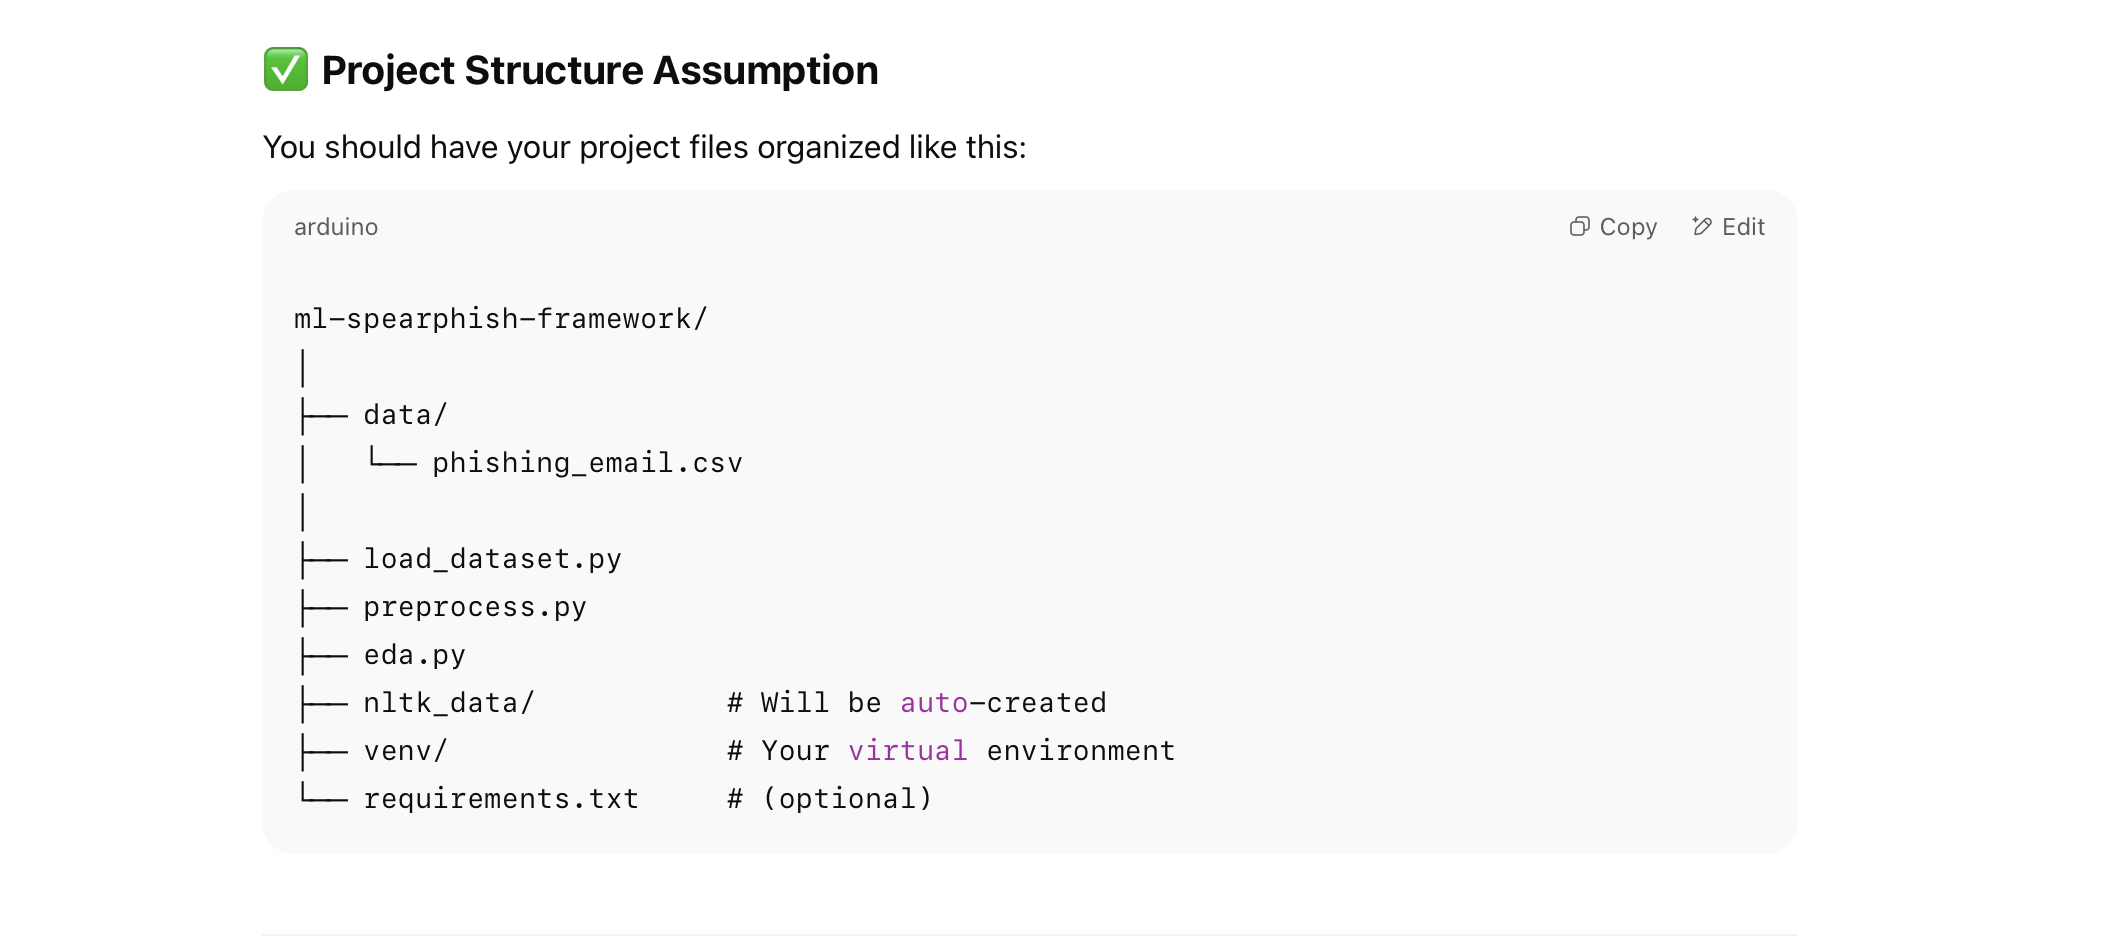 ✅ Project Structure Assumption
You should have your project files organized like this:
arduino
Copy
Edit
ml-spearphish-framework/
│
├── data/
│   └── phishing_email.csv
│
├── load_dataset.py
├── preprocess.py
├── eda.py
├── nltk_data/           # Will be auto-created
├── venv/                # Your virtual environment
└── requirements.txt     # (optional)